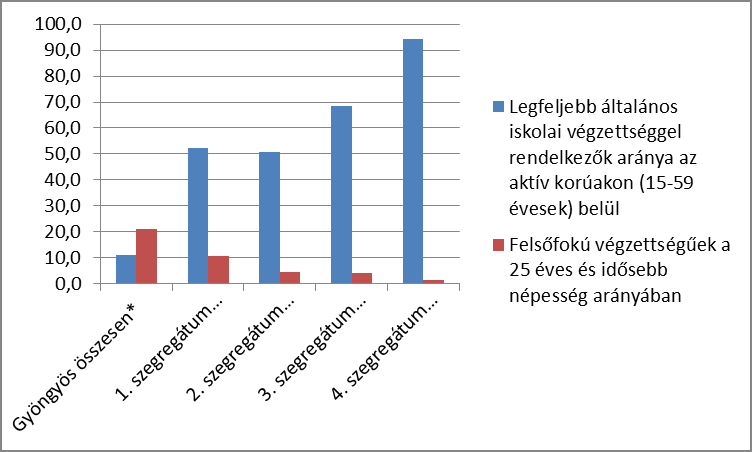 100,0
90,0
80,0
70,0
60,0
50,0
40,0
30,0
20,0
10,0
0,0
Gyöngyös összesen*
1. szegregátum...
2. szegregátum...
3. szegregátum...
4. szegregátum...
Legfeljebb általános
iskolai végzettséggel
rendelkezők aránya az
aktív korúakon (15-59
évesek) belül
Felsőfokú végzettségűek a
25 éves és idősebb
népesség arányában